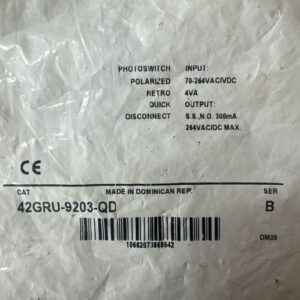 PHOTOSWITCH INPUT:
POLARIZED 70-264VAC/VDC
RETRO 4VA
QUICK OUTPUT:
DISCONNECT S.S.,N.O. 300mA
264VAC/DC MAX.
CE
CAT MADE IN DOMINICAN REP. SER
42GRU-9203-QD B
10662073868542
DM20